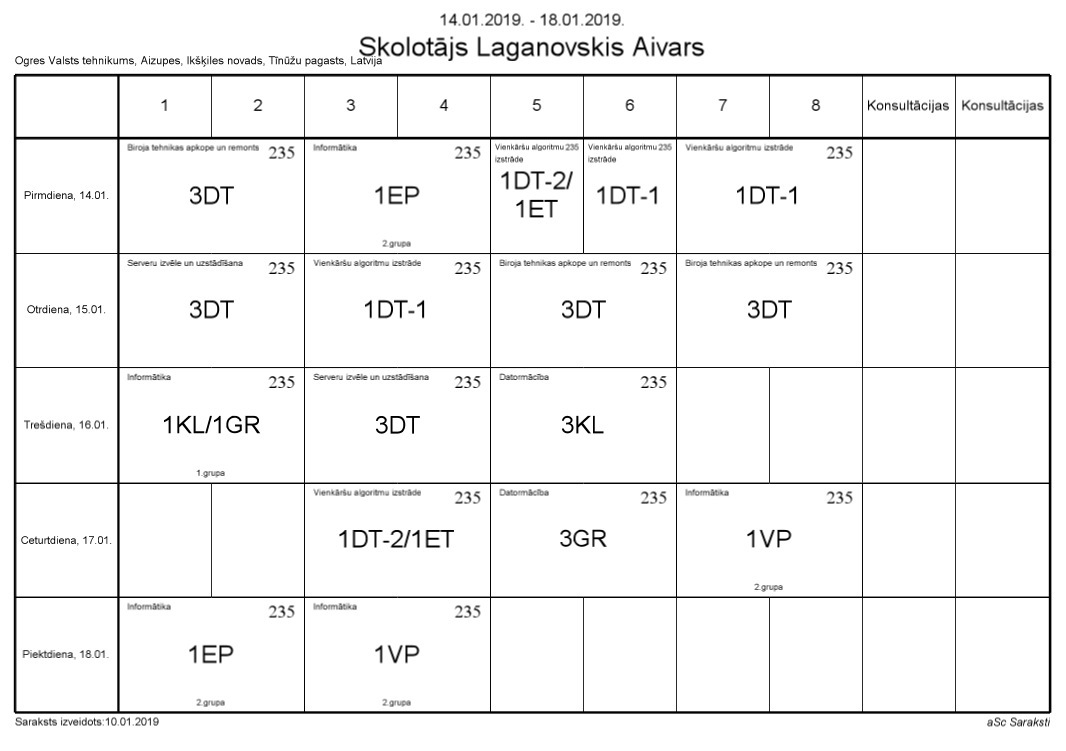 14.01.2019. - 18.01.2019.
Skolotājs Laganovskis Aivars
Ogres Valsts tehnikums, Aizupes, Ikšķiles novads, Tīnūžu pagasts, Latvija
1 2 3 4 5 6 7 8 Konsultācijas Konsultācijas
Pirmdiena, 14.01.
Biroja tehnikas apkope un remonts 235
3DT
Informātika 235
1EP
2.grupa
Vienkāršu algoritmu 235
izstrāde
1DT-2/
1ET
Vienkāršu algoritmu 235
izstrāde
1DT-1
Vienkāršu algoritmu izstrāde 235
1DT-1
Otrdiena, 15.01.
Serveru izvēle un uzstādīšana 235
3DT
Vienkāršu algoritmu izstrāde 235
1DT-1
Biroja tehnikas apkope un remonts 235
3DT
Biroja tehnikas apkope un remonts 235
3DT
Trešdiena, 16.01.
Informātika 235
1KL/1GR
1.grupa
Serveru izvēle un uzstādīšana 235
3DT
Datormācība 235
3KL
Ceturtdiena, 17.01.
Vienkāršu algoritmu izstrāde 235
1DT-2/1ET
Datormācība 235
3GR
Informātika 235
1VP
2.grupa
Piektdiena, 18.01.
Informātika 235
1EP
2.grupa
Informātika 235
1VP
2.grupa
Saraksts izveidots:10.01.2019
aSc Saraksti